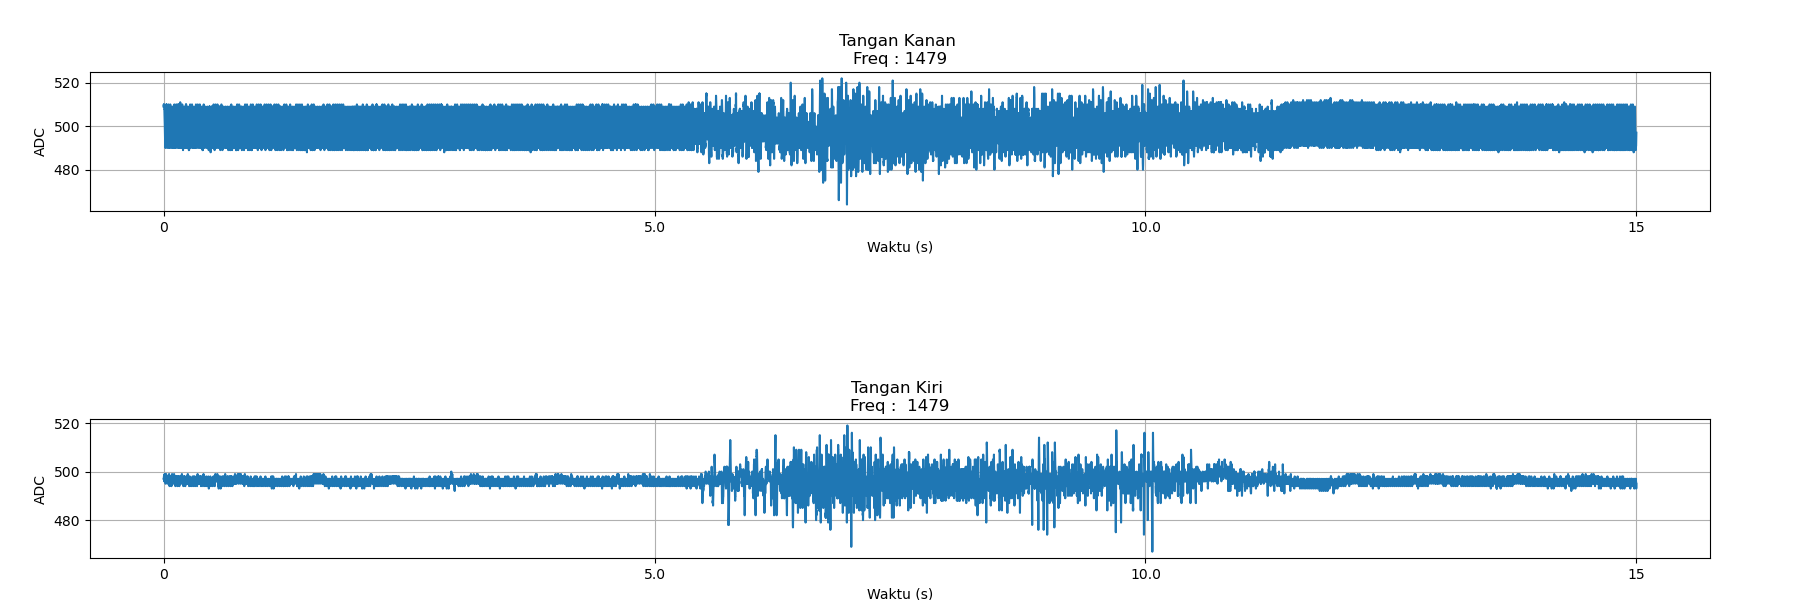 Tangan Kanan
Freq : 1479
520
500
480
ADC
0 5.0 10.0 15
Waktu (s)
Tangan Kiri
Freq :  1479
520
500
480
ADC
0 5.0 10.0 15
Waktu (s)